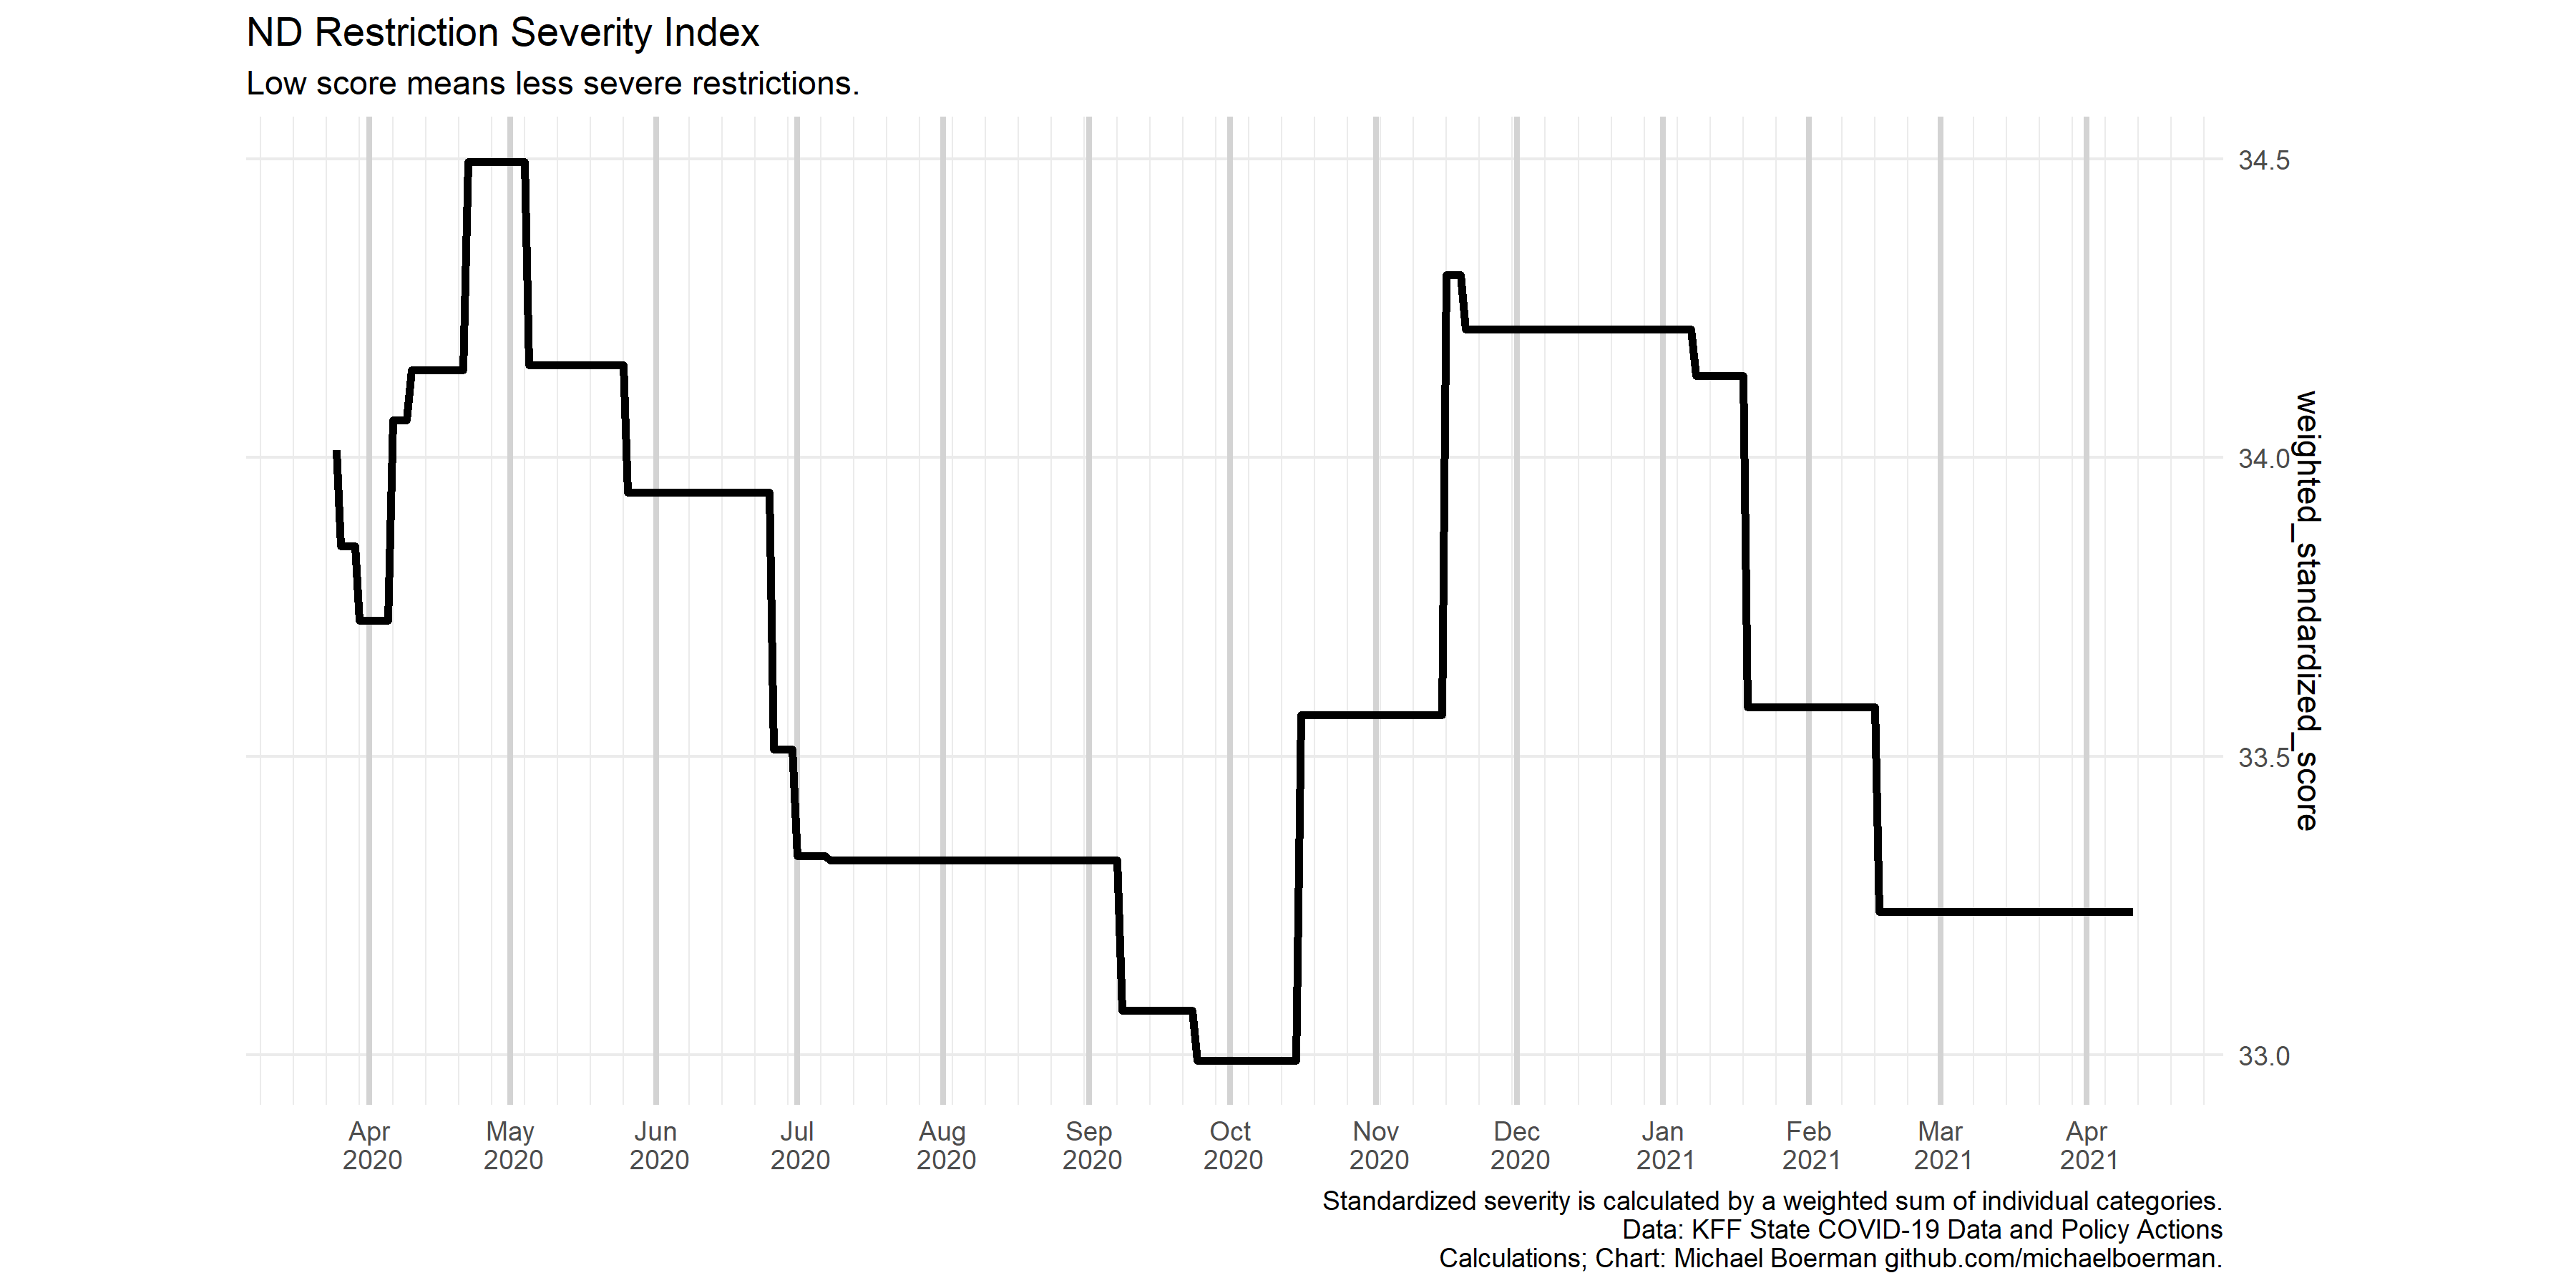 ND Restriction Severity Index
Low score means less severe restrictions.
34.5
34.0
33.5
33.0
weighted_standardized_score
Apr May Jun Jul Aug Sep Oct Nov Dec Jan Feb Mar Apr
2020 2020 2020 2020 2020 2020 2020 2020 2020 2021 2021 2021 2021
Standardized severity is calculated by a weighted sum of individual categories.
Data: KFF State COVID-19 Data and Policy Actions
Calculations; Chart: Michael Boerman github.com/michaelboerman.